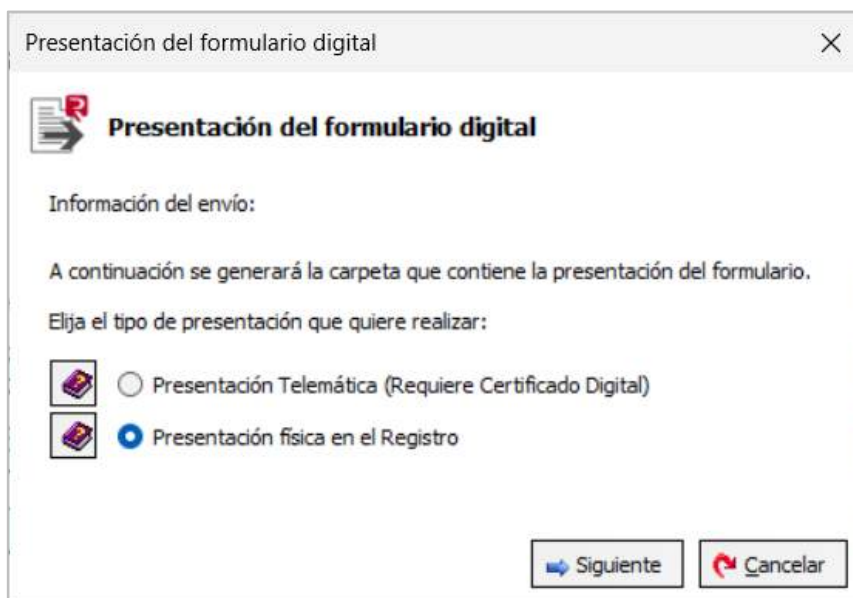 Presentación del formulario digital
Presentación del formulario digital
Información del envío:
A continuación se generará la carpeta que contiene la presentación del formulario.
Elija el tipo de presentación que quiere realizar:
Presentación Telemática (Requiere Certificado Digital)
Presentación física en el Registro
Siguiente Cancelar